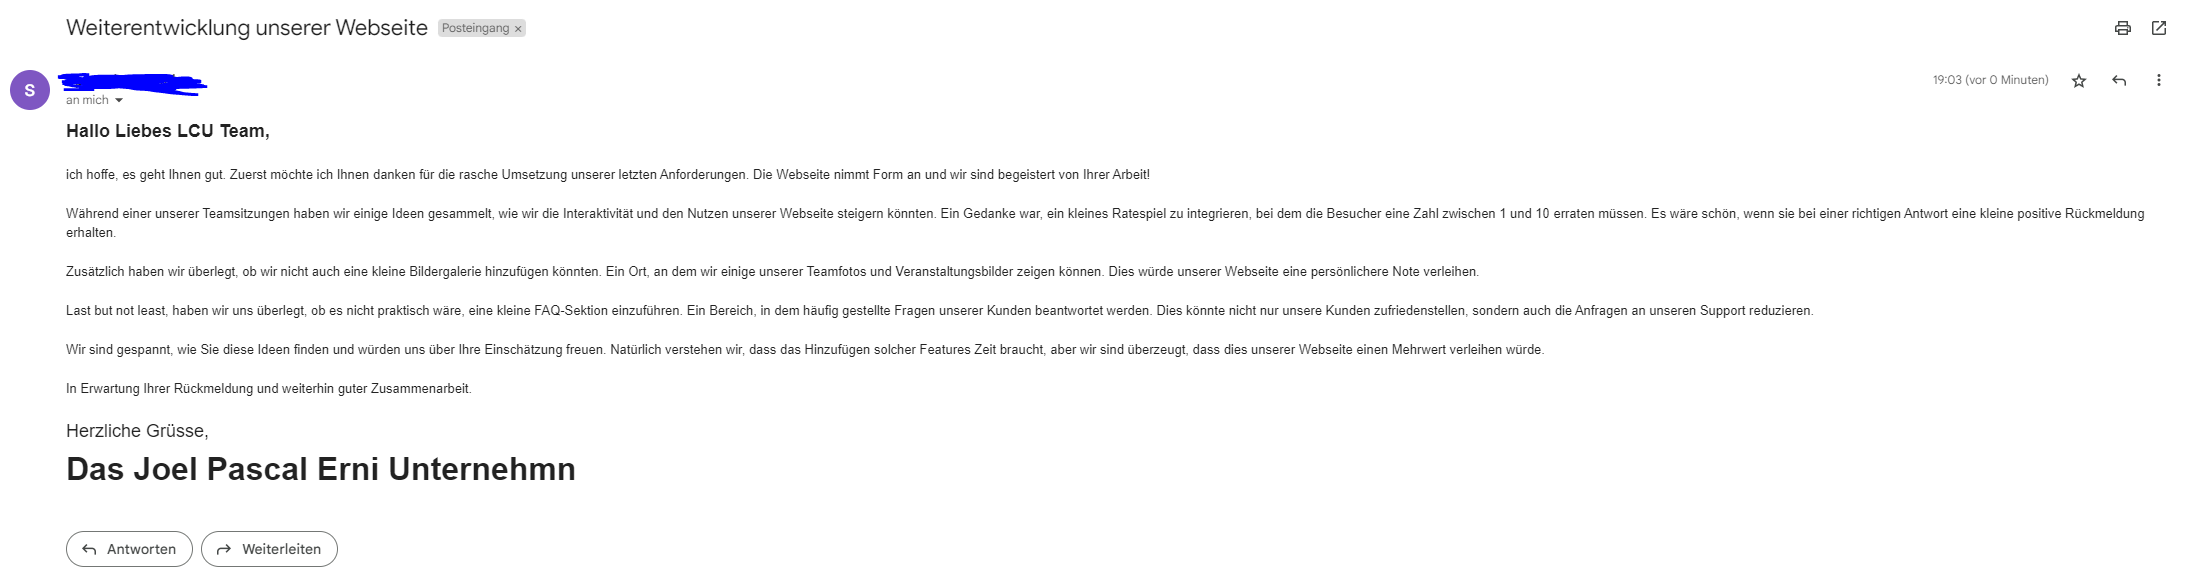 Weiterentwicklung unserer Webseite Posteingang ×
S
an mich
19:03 (vor 0 Minuten)
Hallo Liebes LCU Team,
ich hoffe, es geht Ihnen gut. Zuerst möchte ich Ihnen danken für die rasche Umsetzung unserer letzten Anforderungen. Die Webseite nimmt Form an und wir sind begeistert von Ihrer Arbeit!
Während einer unserer Teamsitzungen haben wir einige Ideen gesammelt, wie wir die Interaktivität und den Nutzen unserer Webseite steigern könnten. Ein Gedanke war, ein kleines Ratespiel zu integrieren, bei dem die Besucher eine Zahl zwischen 1 und 10 erraten müssen. Es wäre schön, wenn sie bei einer richtigen Antwort eine kleine positive Rückmeldung
erhalten.
Zusätzlich haben wir überlegt, ob wir nicht auch eine kleine Bildergalerie hinzufügen könnten. Ein Ort, an dem wir einige unserer Teamfotos und Veranstaltungsbilder zeigen können. Dies würde unserer Webseite eine persönlichere Note verleihen.
Last but not least, haben wir uns überlegt, ob es nicht praktisch wäre, eine kleine FAQ-Sektion einzuführen. Ein Bereich, in dem häufig gestellte Fragen unserer Kunden beantwortet werden. Dies könnte nicht nur unsere Kunden zufriedenstellen, sondern auch die Anfragen an unseren Support reduzieren.
Wir sind gespannt, wie Sie diese Ideen finden und würden uns über Ihre Einschätzung freuen. Natürlich verstehen wir, dass das Hinzufügen solcher Features Zeit braucht, aber wir sind überzeugt, dass dies unserer Webseite einen Mehrwert verleihen würde.
In Erwartung Ihrer Rückmeldung und weiterhin guter Zusammenarbeit.
Herzliche Grüsse,
Das Joel Pascal Erni Unternehmn
Antworten Weiterleiten